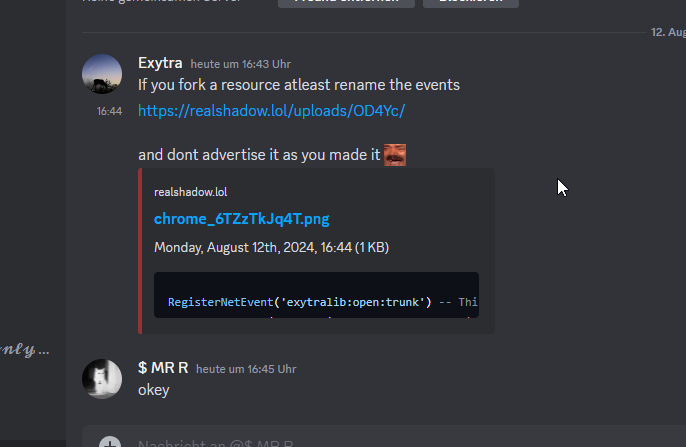 12. Aug
Exytra heute um 16:43 Uhr
If you fork a resource atleast rename the events
16:44 https://realshadow.lol/uploads/OD4Yc/
and dont advertise it as you made it
realshadow.lol
chrome_6TZzTkJq4T.png
Monday, August 12th, 2024, 16:44 (1 KB)
RegisterNetEvent('exytralib:open:trunk') -- Thi
$ MR R heute um 16:45 Uhr
okey
Nachricht an @$ MR R